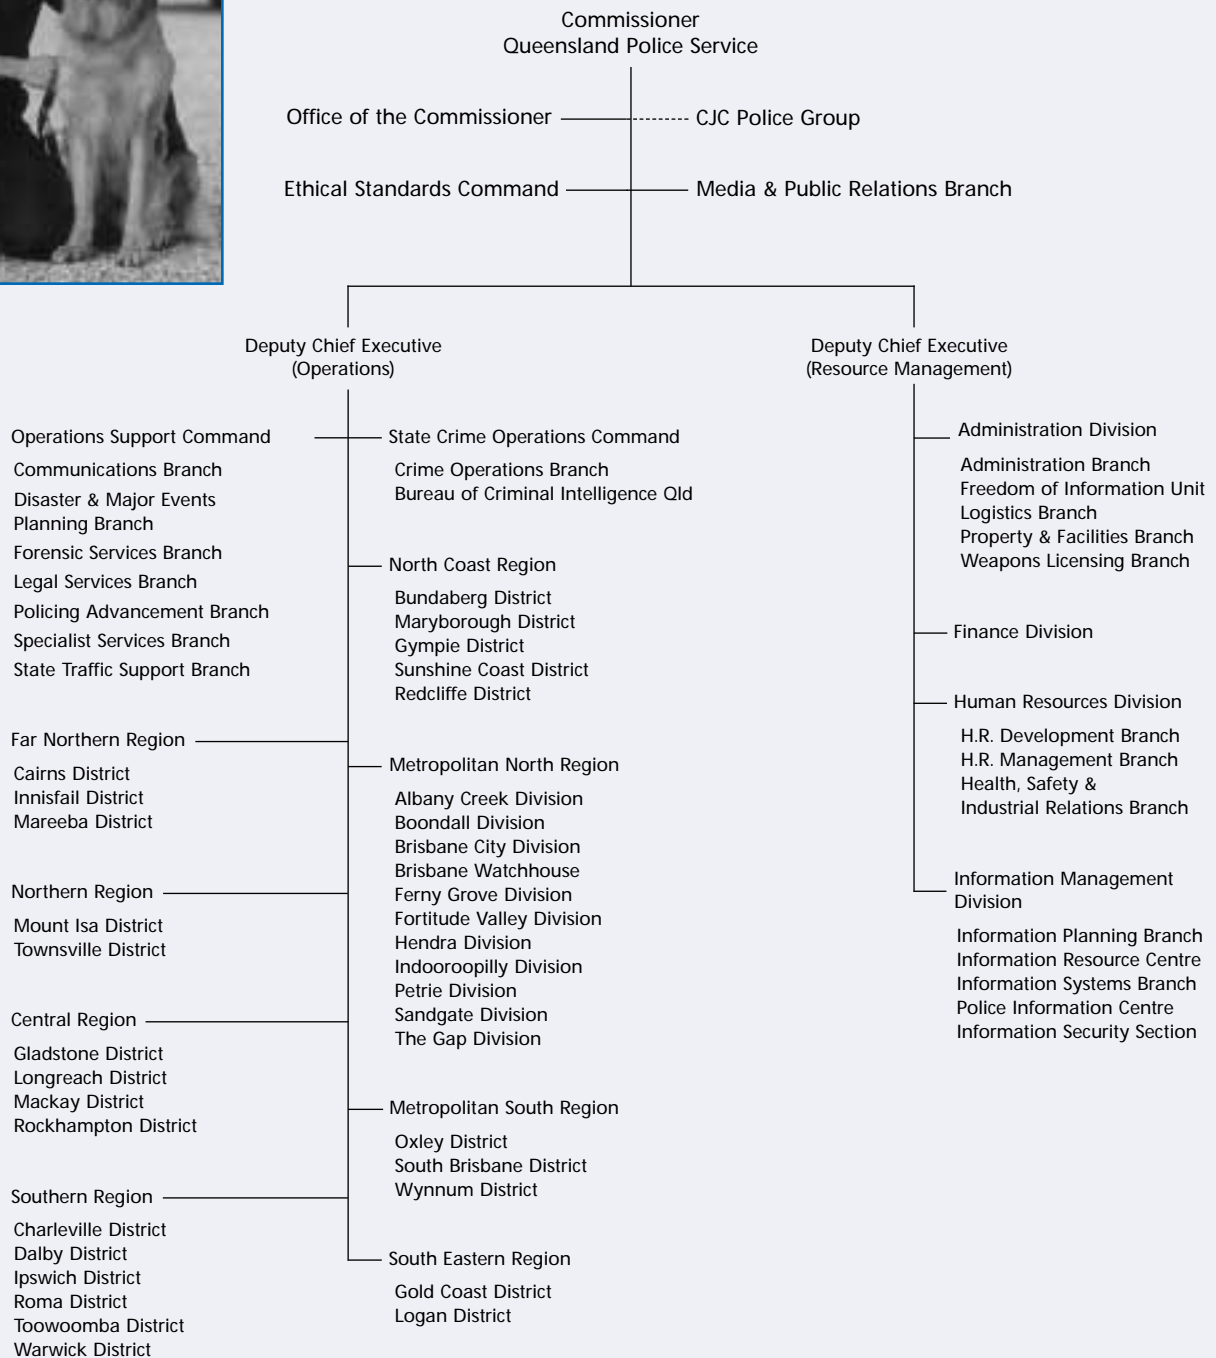 Commissioner
Queensland Police Service
Office of the Commissioner
CJC Police Group
Ethical Standards Command
Media & Public Relations Branch
Deputy Chief Executive
(Operations)
Operations Support Command
Communications Branch
Disaster & Major Events
Planning Branch
Forensic Services Branch
Legal Services Branch
Policing Advancement Branch
Specialist Services Branch
State Traffic Support Branch
Far Northern Region
Cairns District
Innisfail District
Mareeba District
Northern Region
Mount Isa District
Townsville District
Central Region
Gladstone District
Longreach District
Mackay District
Rockhampton District
Southern Region
Charleville District
Dalby District
Ipswich District
Roma District
Toowoomba District
Warwick District
State Crime Operations Command
Crime Operations Branch
Bureau of Criminal Intelligence Qld
North Coast Region
Bundaberg District
Maryborough District
Gympie District
Sunshine Coast District
Redcliffe District
Metropolitan North Region
Albany Creek Division
Boondall Division
Brisbane City Division
Brisbane Watchhouse
Ferny Grove Division
Fortitude Valley Division
Hendra Division
Indooroopilly Division
Petrie Division
Sandgate Division
The Gap Division
Metropolitan South Region
Oxley District
South Brisbane District
Wynnum District
South Eastern Region
Gold Coast District
Logan District
Deputy Chief Executive
(Resource Management)
Administration Division
Administration Branch
Freedom of Information Unit
Logistics Branch
Property & Facilities Branch
Weapons Licensing Branch
Finance Division
Human Resources Division
H.R. Development Branch
H.R. Management Branch
Health, Safety &
Industrial Relations Branch
Information Management
Division
Information Planning Branch
Information Resource Centre
Information Systems Branch
Police Information Centre
Information Security Section